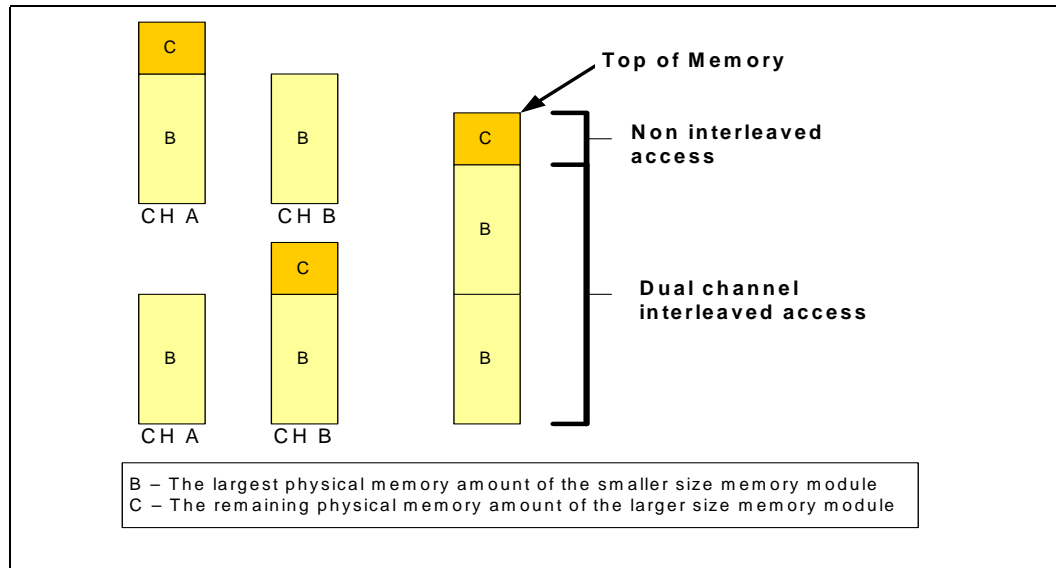 C
Top of Memory
B
B
C
Non interleaved
access
CH A
CH B
B
C
Dual channel
interleaved access
B
B
B
CH A
CH B
B – The largest physical memory amount of the smaller size memory module
C – The remaining physical memory amount of the larger size memory module